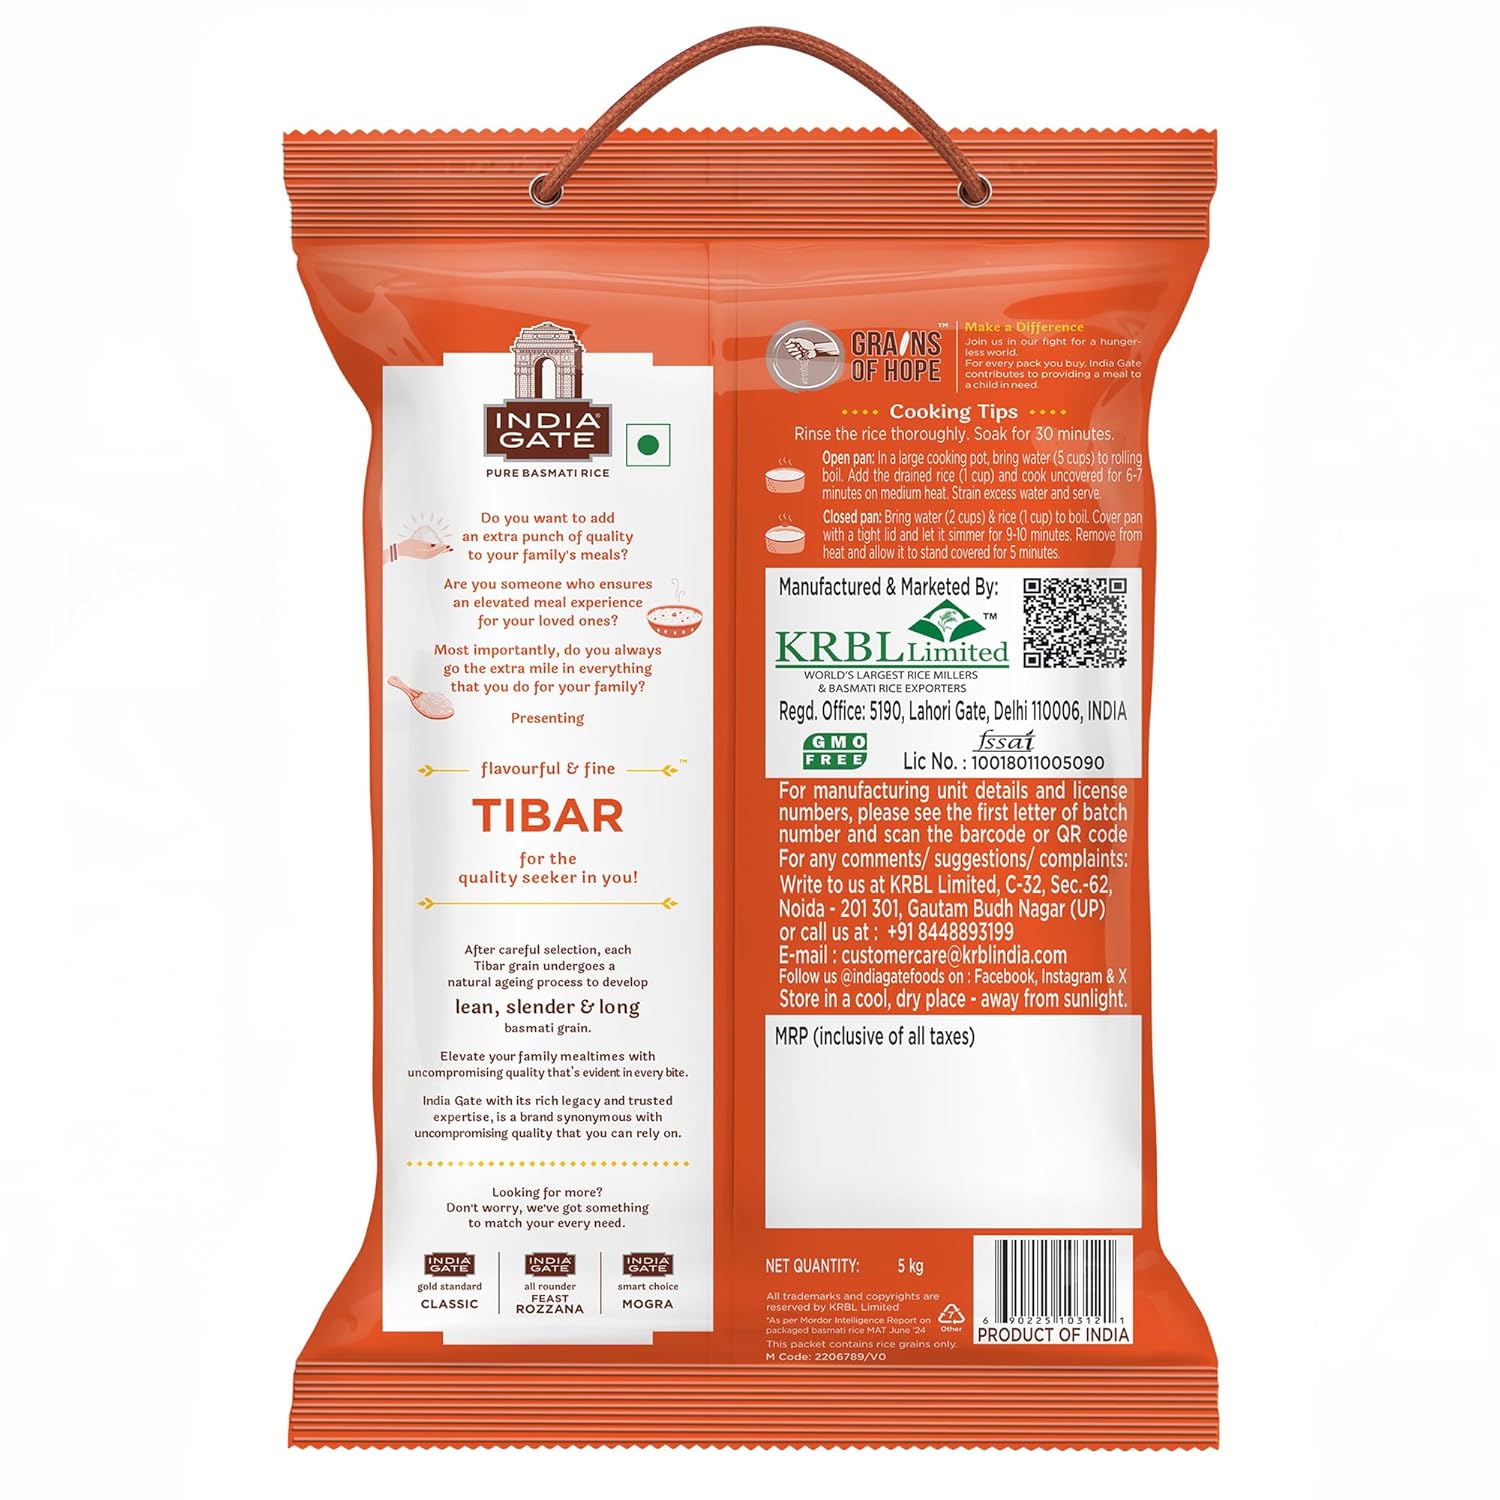 INDIA®
GATE
PURE BASMATI RICE
Do you want to add
an extra punch of quality
to your family's meals?
Are you someone who ensures
an elevated meal experience
for your loved ones?
Most importantly, do you always
go the extra mile in everything
that you do for your family?
Presenting
flavourful & fine ™
TIBAR
for the
quality seeker in you!
After careful selection, each
Tibar grain undergoes a
natural ageing process to develop
lean, slender & long
basmati grain.
Elevate your family mealtimes with
uncompromising quality that's evident in every bite.
India Gate with its rich legacy and trusted
expertise, is a brand synonymous with
uncompromising quality that you can rely on.
Looking for more?
Don't worry, we've got something
to match your every need.
INDIA
GATE
gold standard
CLASSIC
INDIA
GATE
all rounder
FEAST
ROZZANA
INDIA
GATE
smart choice
MOGRA
GRAINS ™
OF HOPE
Make a Difference
Join us in our fight for a hunger-
less world.
For every pack you buy, India Gate
contributes to providing a meal to
a child in need.
Cooking Tips
Rinse the rice thoroughly. Soak for 30 minutes.
Open pan: In a large cooking pot, bring water (5 cups) to rolling
boil. Add the drained rice (1 cup) and cook uncovered for 6-7
minutes on medium heat. Strain excess water and serve.
Closed pan: Bring water (2 cups) & rice (1 cup) to boil. Cover pan
with a tight lid and let it simmer for 9-10 minutes. Remove from
heat and allow it to stand covered for 5 minutes.
Manufactured & Marketed By:
KRBL Limited ™
WORLD'S LARGEST RICE MILLERS
& BASMATI RICE EXPORTERS
Regd. Office: 5190, Lahori Gate, Delhi 110006, INDIA
GMO
FREE
fssai
Lic No. : 10018011005090
For manufacturing unit details and license
numbers, please see the first letter of batch
number and scan the barcode or QR code
For any comments/ suggestions/ complaints:
Write to us at KRBL Limited, C-32, Sec.-62,
Noida - 201 301, Gautam Budh Nagar (UP)
or call us at : +91 8448893199
E-mail : customercare@krblindia.com
Follow us @indiagatefoods on : Facebook, Instagram & X
Store in a cool, dry place - away from sunlight.
MRP (inclusive of all taxes)
NET QUANTITY: 5 kg
All trademarks and copyrights are
reserved by KRBL Limited
*As per Mordor Intelligence Report on
packaged basmati rice MAT June '24
This packet contains rice grains only.
M Code: 2206789/V0
7
Other
6 90225 10312 1
PRODUCT OF INDIA